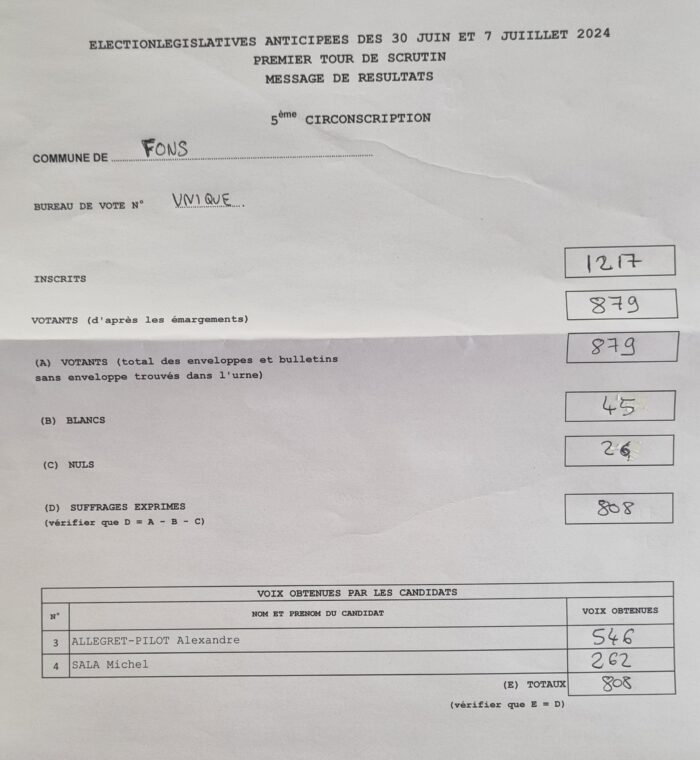 ELECTIONLEGISLATIVES ANTICIPEES DES 30 JUIN ET 7 JUIILLET 2024
PREMIER TOUR DE SCRUTIN
MESSAGE DE RESULTATS
5ème CIRCONSCRIPTION
COMMUNE DE FONS
BUREAU DE VOTE N° UNIQUE
INSCRITS 1217
VOTANTS (d'après les émargements) 879
(A) VOTANTS (total des enveloppes et bulletins 879
sans enveloppe trouvés dans l'urne)
(B) BLANCS 45
(C) NULS 26
(D) SUFFRAGES EXPRIMES 808
(vérifier que D = A - B - C)
VOIX OBTENUES PAR LES CANDIDATS
N° NOM ET PRENOM DU CANDIDAT VOIX OBTENUES
3 ALLEGRET-PILOT Alexandre 546
4 SALA Michel 262
(E) TOTAUX 808
(vérifier que E = D)